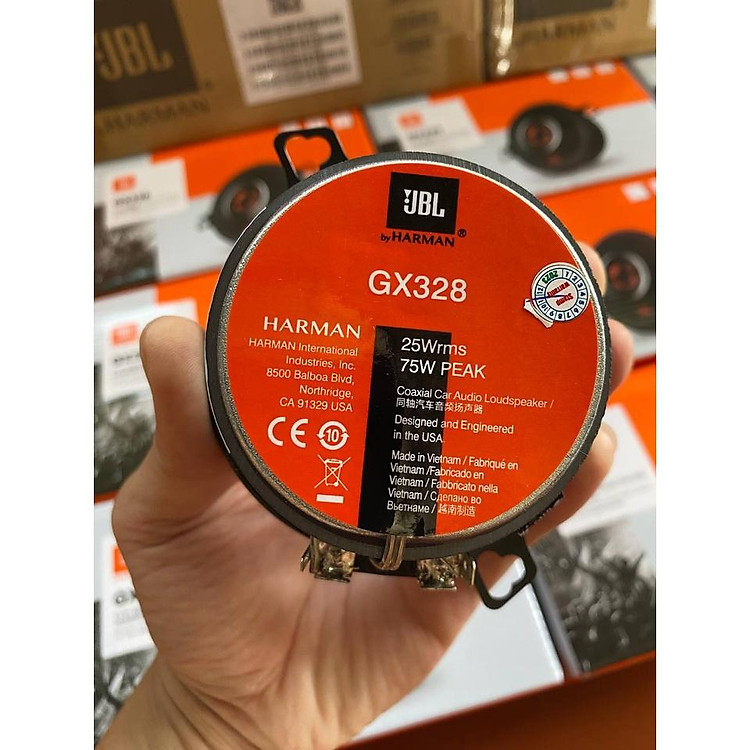 JBL
HARMAN
JBL
by HARMAN®
GX328
HARMAN
HARMAN International
Industries, Inc.
8500 Balboa Blvd,
Northridge,
CA 91329 USA
CE
10
25Wrms
75W PEAK
Coaxial Car Audio Loudspeaker /
同轴汽车音频扬声器
Designed and Engineered
in the USA.
Made in Vietnam / Fabriqué en
Vietnam /Fabricado en
Vietnam / Fabbricato nella
Vietnam / Сделано во
Вьетнаме / 越南制造